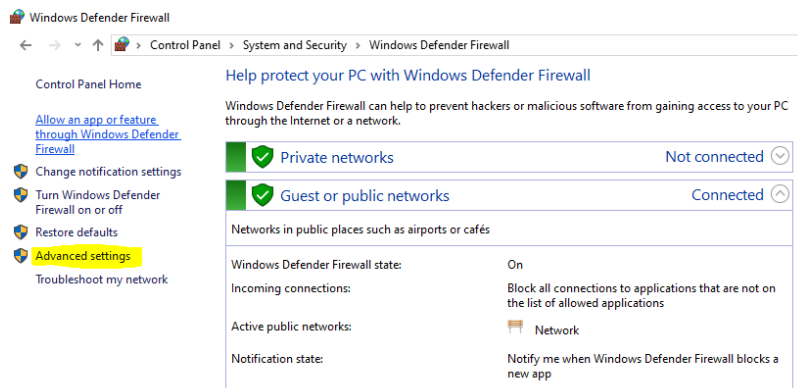 Windows Defender Firewall
Control Panel > System and Security > Windows Defender Firewall
Control Panel Home
Allow an app or feature
through Windows Defender
Firewall
Change notification settings
Turn Windows Defender
Firewall on or off
Restore defaults
Advanced settings
Troubleshoot my network
Help protect your PC with Windows Defender Firewall
Windows Defender Firewall can help to prevent hackers or malicious software from gaining access to your PC
through the Internet or a network.
Private networks Not connected
Guest or public networks Connected
Networks in public places such as airports or cafés
Windows Defender Firewall state: On
Incoming connections: Block all connections to applications that are not on
the list of allowed applications
Active public networks: Network
Notification state: Notify me when Windows Defender Firewall blocks a
new app